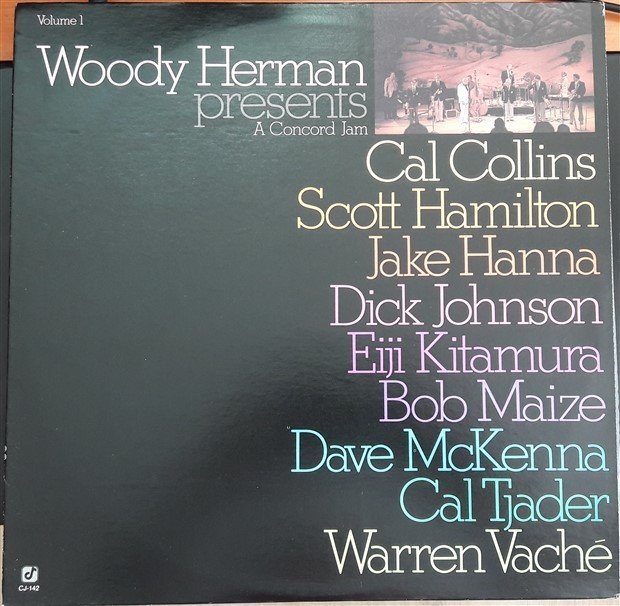 Volume 1
Woody Herman
presents
A Concord Jam
Cal Collins
Scott Hamilton
Jake Hanna
Dick Johnson
Eiji Kitamura
Bob Maize
Dave McKenna
Cal Tjader
Warren Vaché
CJ-142